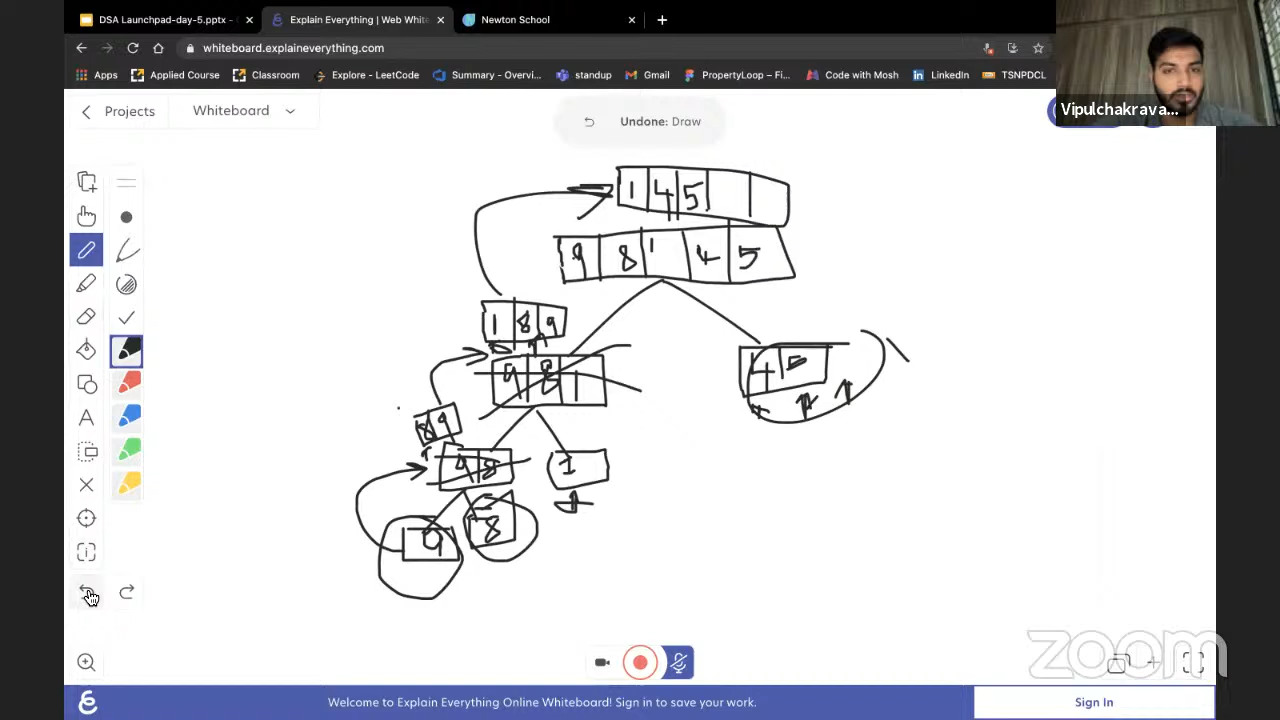 DSA Launchpad-day-5.pptx - Explain Everything | Web White Newton School
whiteboard.explaineverything.com
Apps Applied Course Classroom Explore - LeetCode Summary - Overvi... standup Gmail PropertyLoop – Fi... Code with Mosh LinkedIn TSNPDCL
Vipulchakrava...
Projects Whiteboard
Undone: Draw
1 4 5
9 8 1 4 5
1 8 9
9 8 1
4 5
8 9
9 8
1
9
8
A
zoom
Welcome to Explain Everything Online Whiteboard! Sign in to save your work.
Sign In